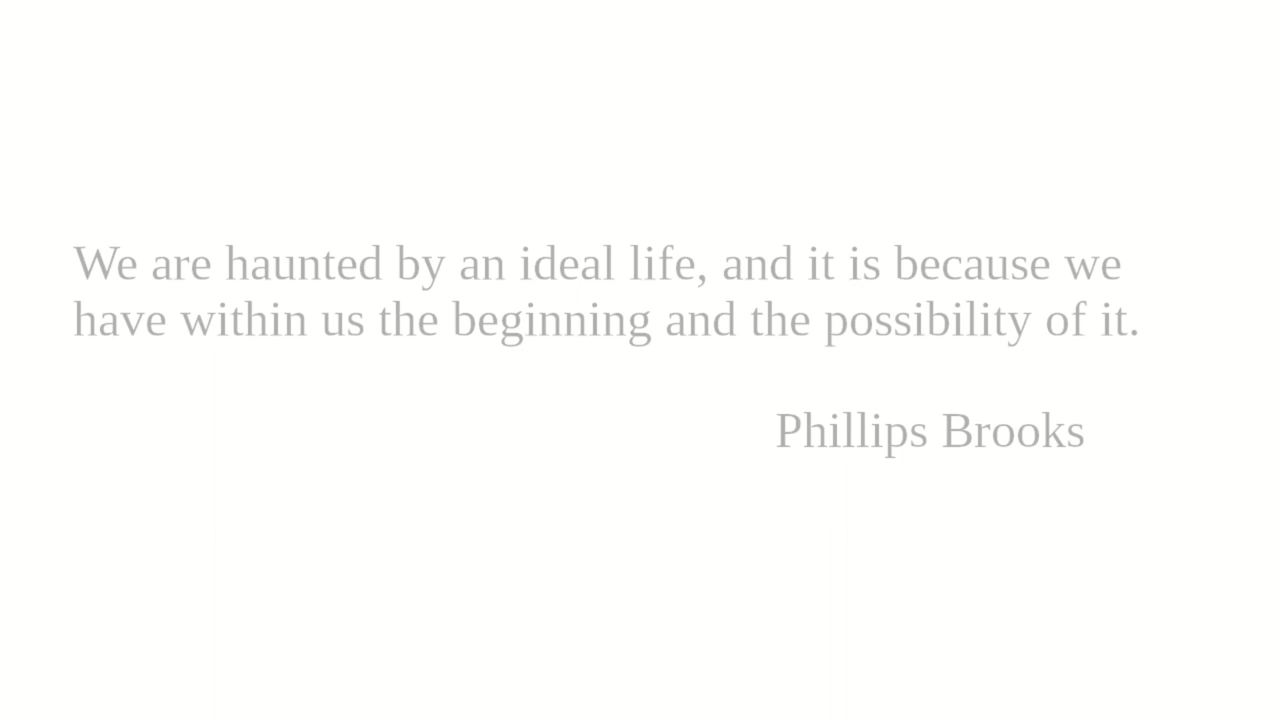 We are haunted by an ideal life, and it is because we
have within us the beginning and the possibility of it.
Phillips Brooks